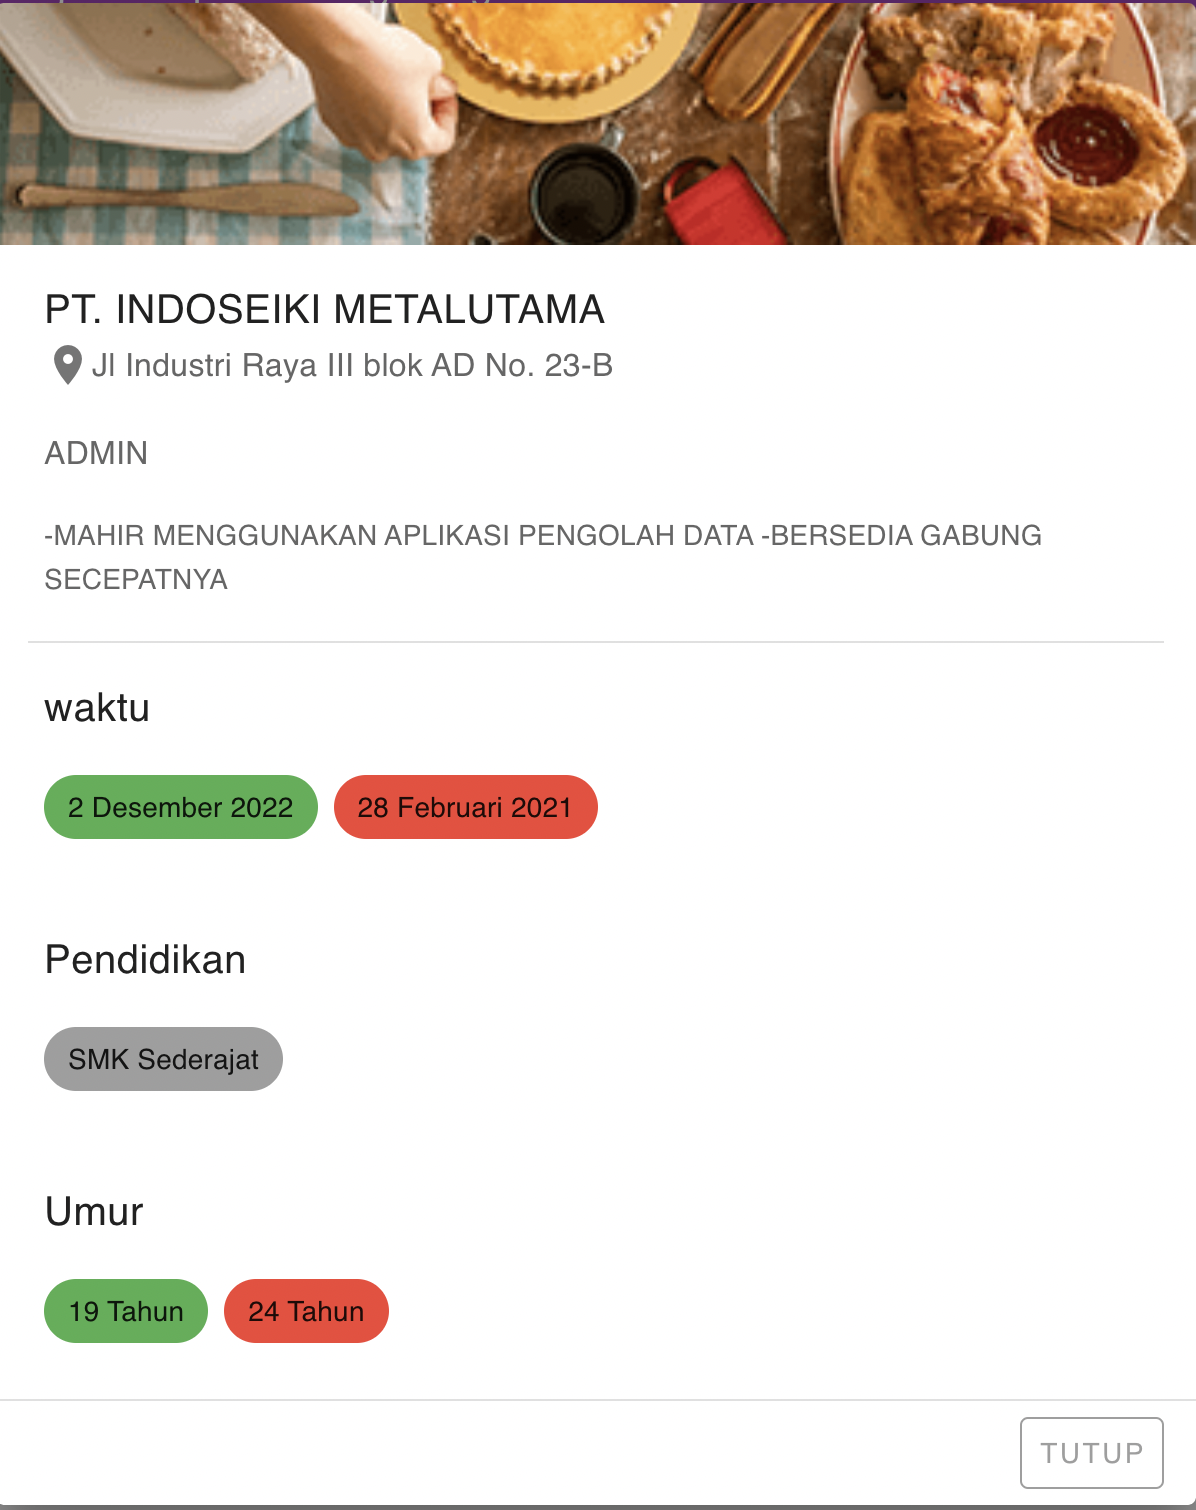 PT. INDOSEIKI METALUTAMA
Jl Industri Raya III blok AD No. 23-B
ADMIN
-MAHIR MENGGUNAKAN APLIKASI PENGOLAH DATA -BERSEDIA GABUNG
SECEPATNYA
waktu
2 Desember 2022 28 Februari 2021
Pendidikan
SMK Sederajat
Umur
19 Tahun 24 Tahun
TUTUP